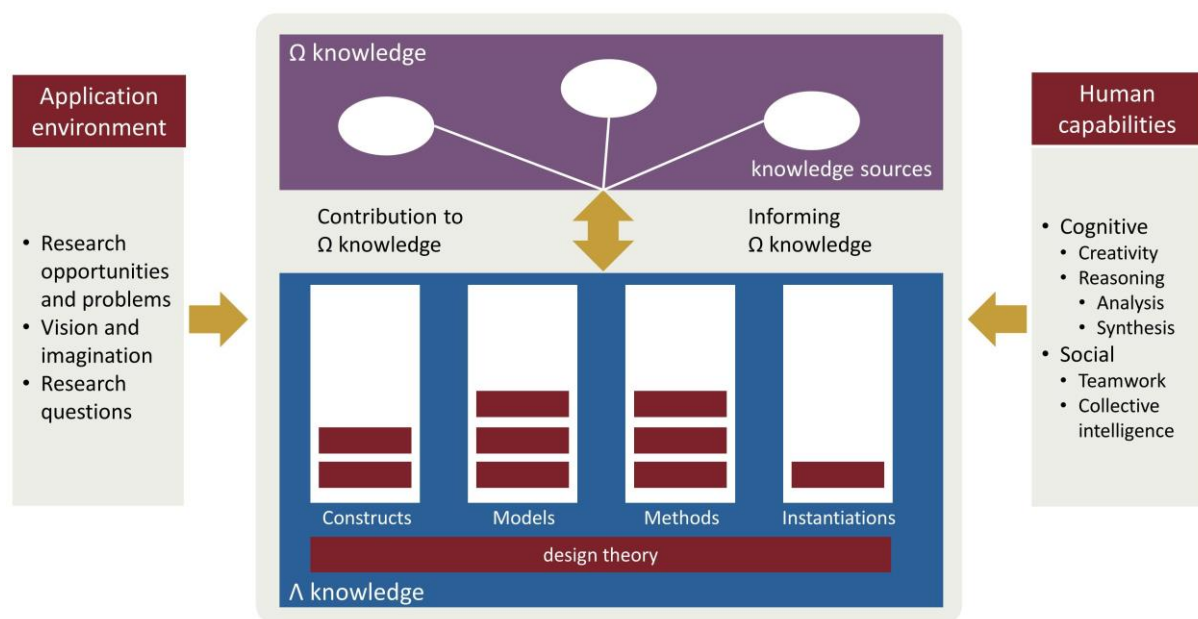 Application
environment
• Research
opportunities
and problems
• Vision and
imagination
• Research
questions
Ω knowledge
knowledge sources
Contribution to
Ω knowledge
Informing
Ω knowledge
Constructs
Models
Methods
Instantiations
design theory
Λ knowledge
Human
capabilities
• Cognitive
• Creativity
• Reasoning
• Analysis
• Synthesis
• Social
• Teamwork
• Collective
intelligence